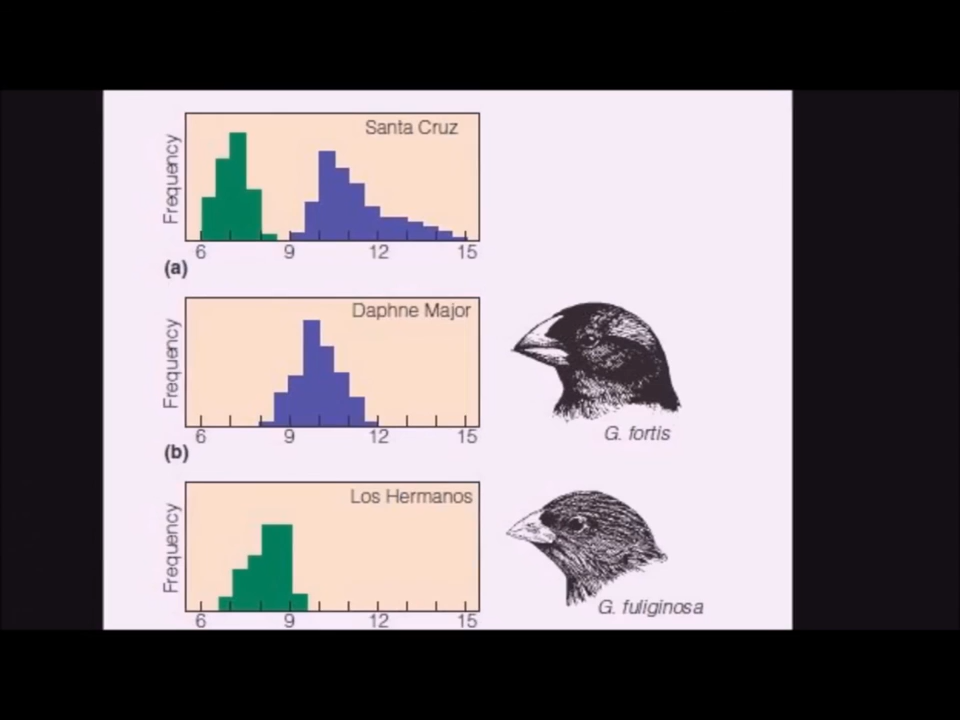 Santa Cruz
Frequency
6 9 12 15
(a)
Daphne Major
Frequency
6 9 12 15
(b)
G. fortis
Los Hermanos
Frequency
6 9 12 15
G. fuliginosa